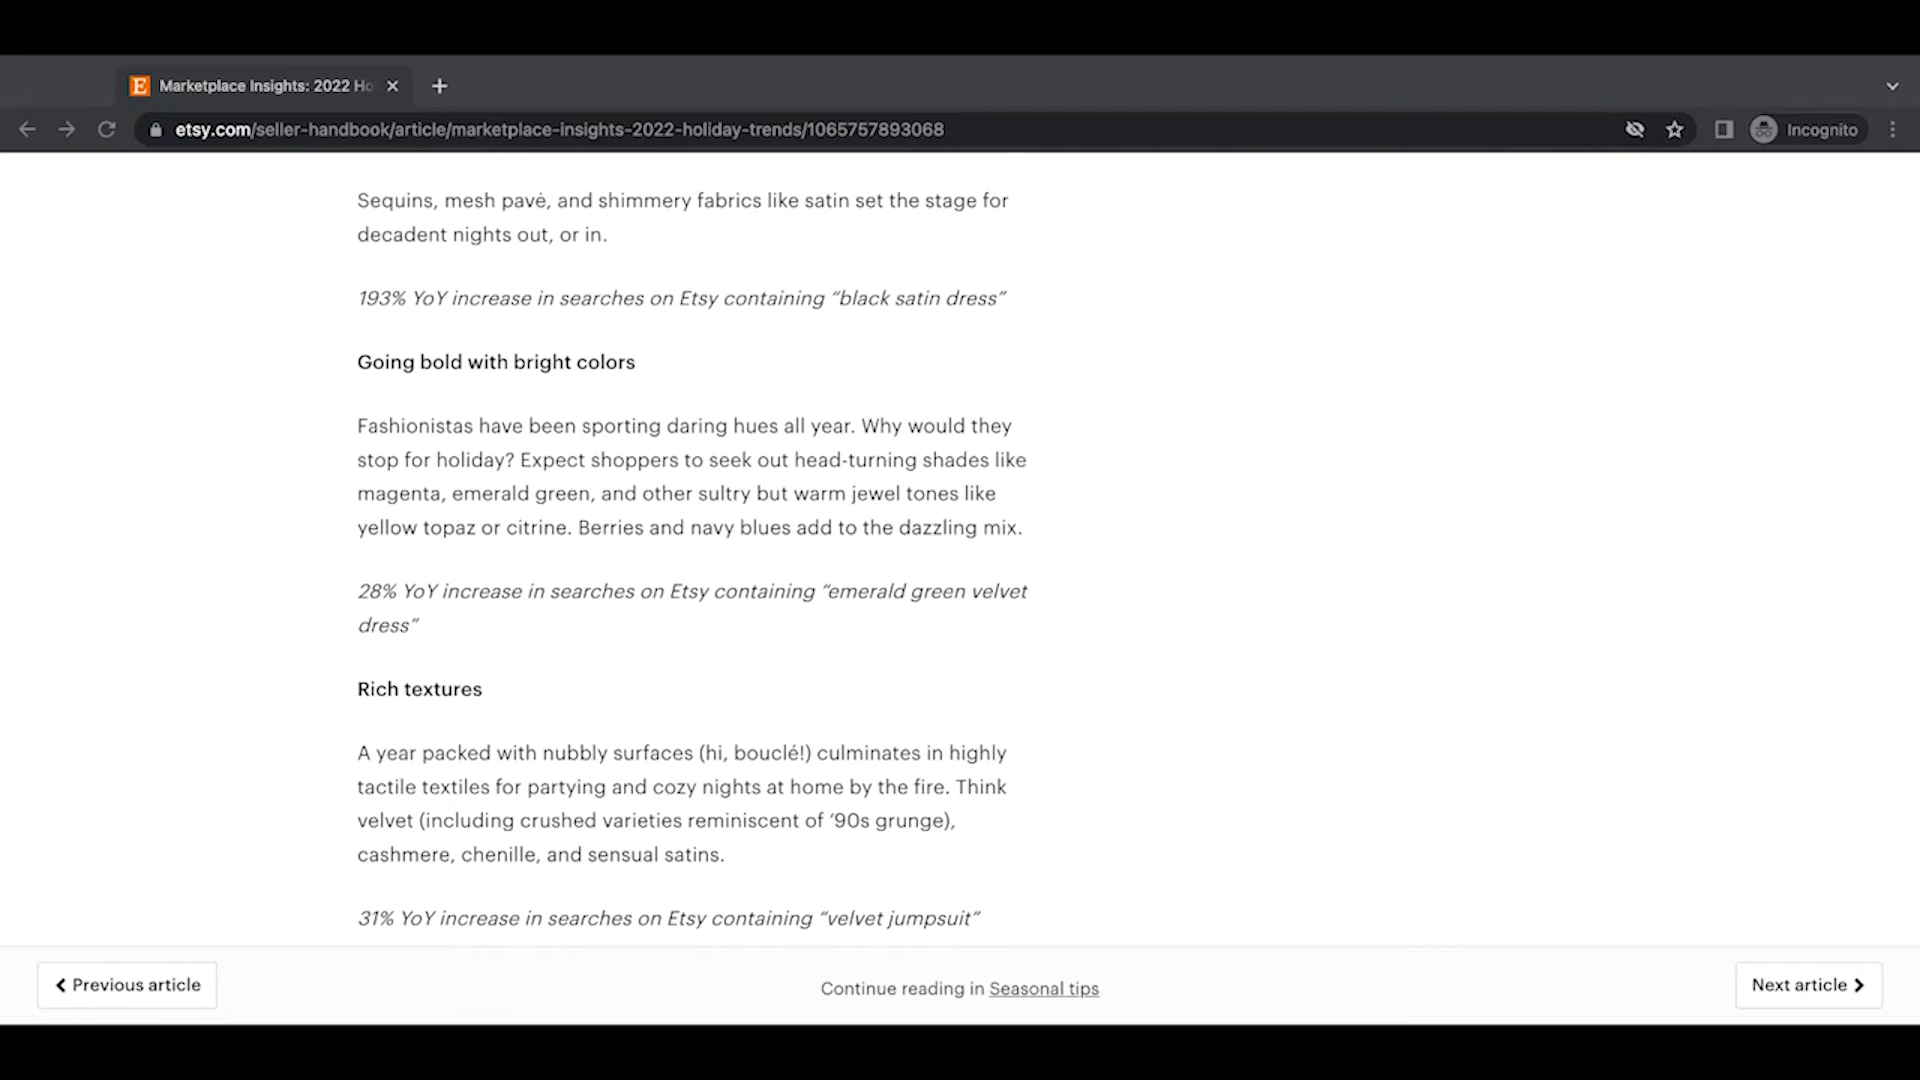 Marketplace Insights: 2022 Ho
etsy.com/seller-handbook/article/marketplace-insights-2022-holiday-trends/1065757893068
Incognito
Sequins, mesh pavė, and shimmery fabrics like satin set the stage for
decadent nights out, or in.
193% YoY increase in searches on Etsy containing “black satin dress”
Going bold with bright colors
Fashionistas have been sporting daring hues all year. Why would they
stop for holiday? Expect shoppers to seek out head-turning shades like
magenta, emerald green, and other sultry but warm jewel tones like
yellow topaz or citrine. Berries and navy blues add to the dazzling mix.
28% YoY increase in searches on Etsy containing “emerald green velvet
dress”
Rich textures
A year packed with nubbly surfaces (hi, bouclé!) culminates in highly
tactile textiles for partying and cozy nights at home by the fire. Think
velvet (including crushed varieties reminiscent of ‘90s grunge),
cashmere, chenille, and sensual satins.
31% YoY increase in searches on Etsy containing “velvet jumpsuit”
Previous article
Continue reading in Seasonal tips
Next article